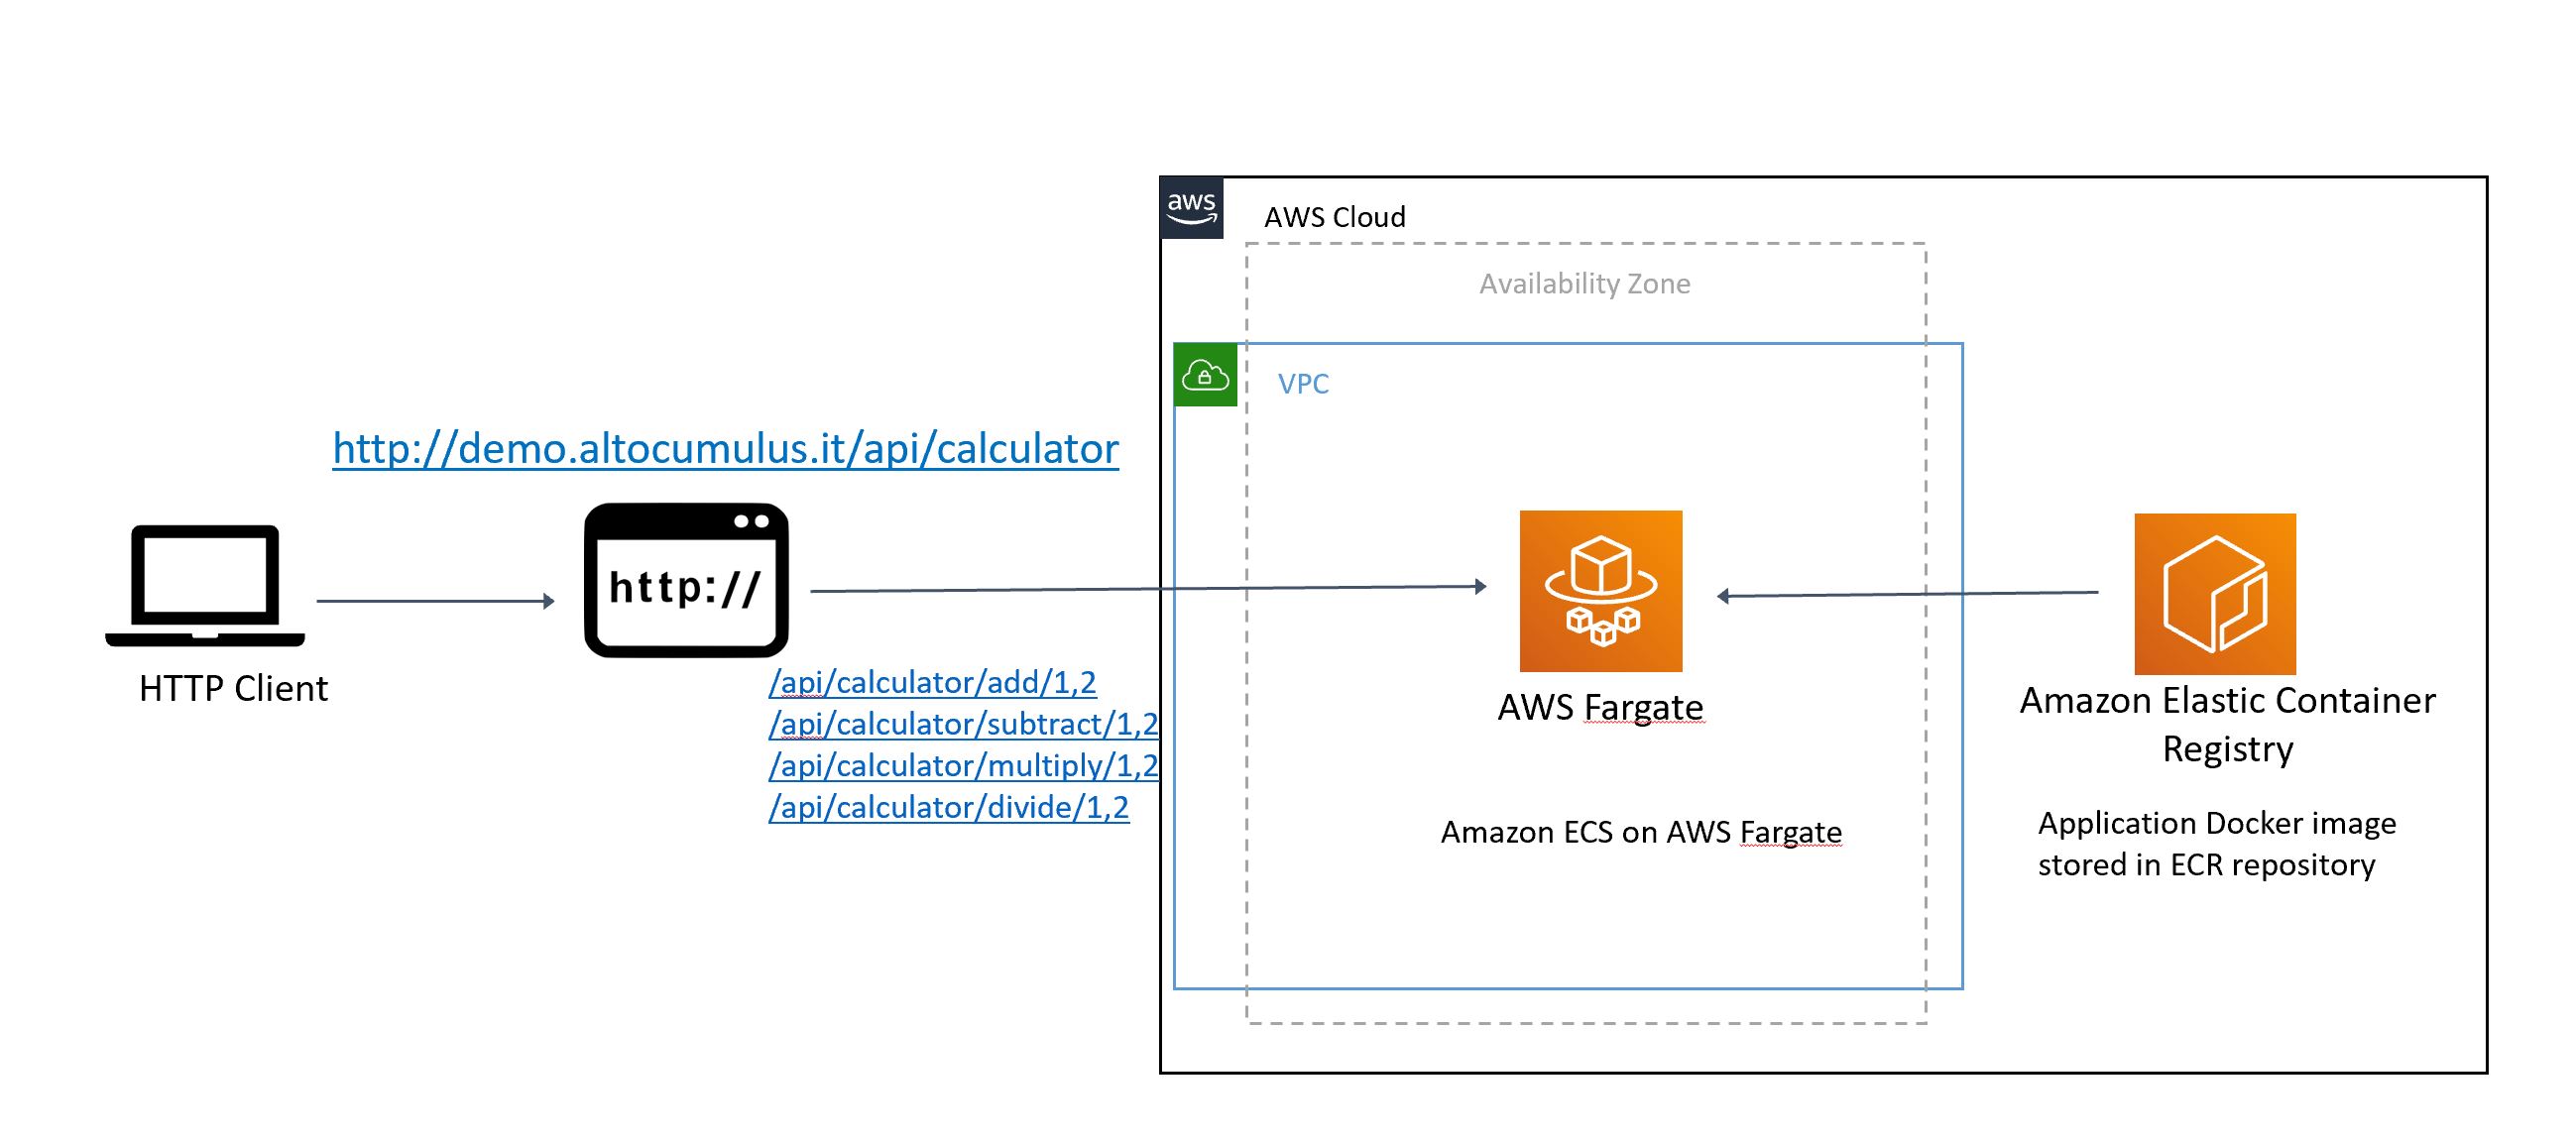 aws
AWS Cloud
Availability Zone
VPC
http://demo.altocumulus.it/api/calculator
http://
HTTP Client
/api/calculator/add/1,2
/api/calculator/subtract/1,2
/api/calculator/multiply/1,2
/api/calculator/divide/1,2
AWS Fargate
Amazon ECS on AWS Fargate
Amazon Elastic Container
Registry
Application Docker image
stored in ECR repository